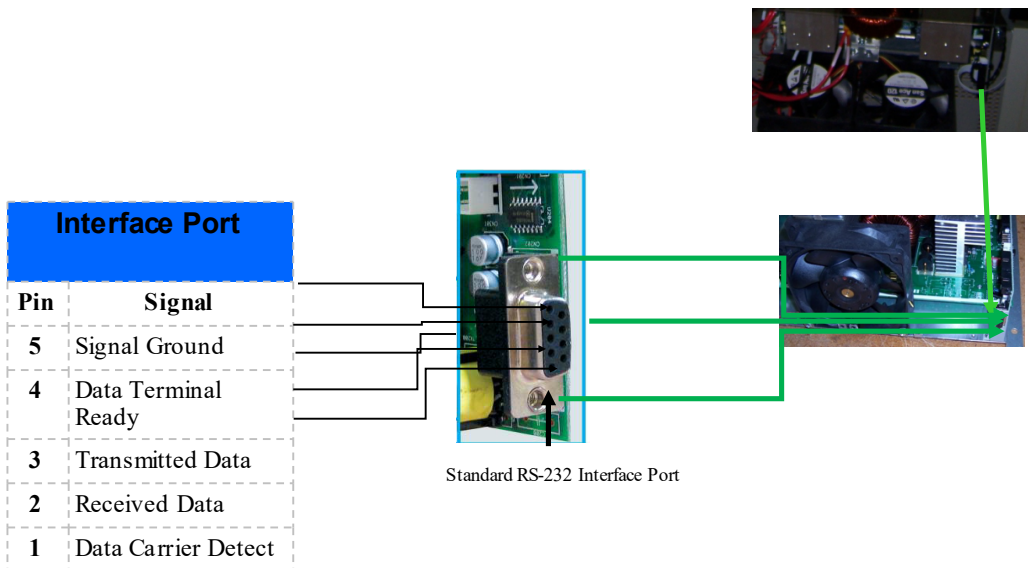 Interface Port
Pin Signal
5 Signal Ground
4 Data Terminal
Ready
3 Transmitted Data
2 Received Data
1 Data Carrier Detect
Standard RS-232 Interface Port